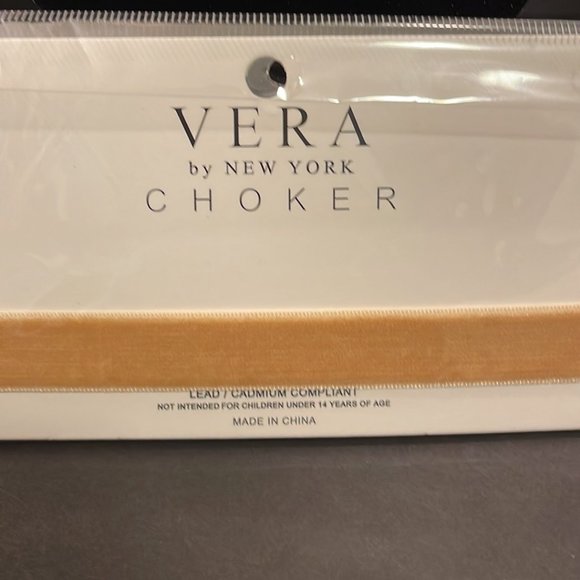 VERA
by NEW YORK
CHOKER
LEAD / CADMIUM COMPLIANT
NOT INTENDED FOR CHILDREN UNDER 14 YEARS OF AGE
MADE IN CHINA